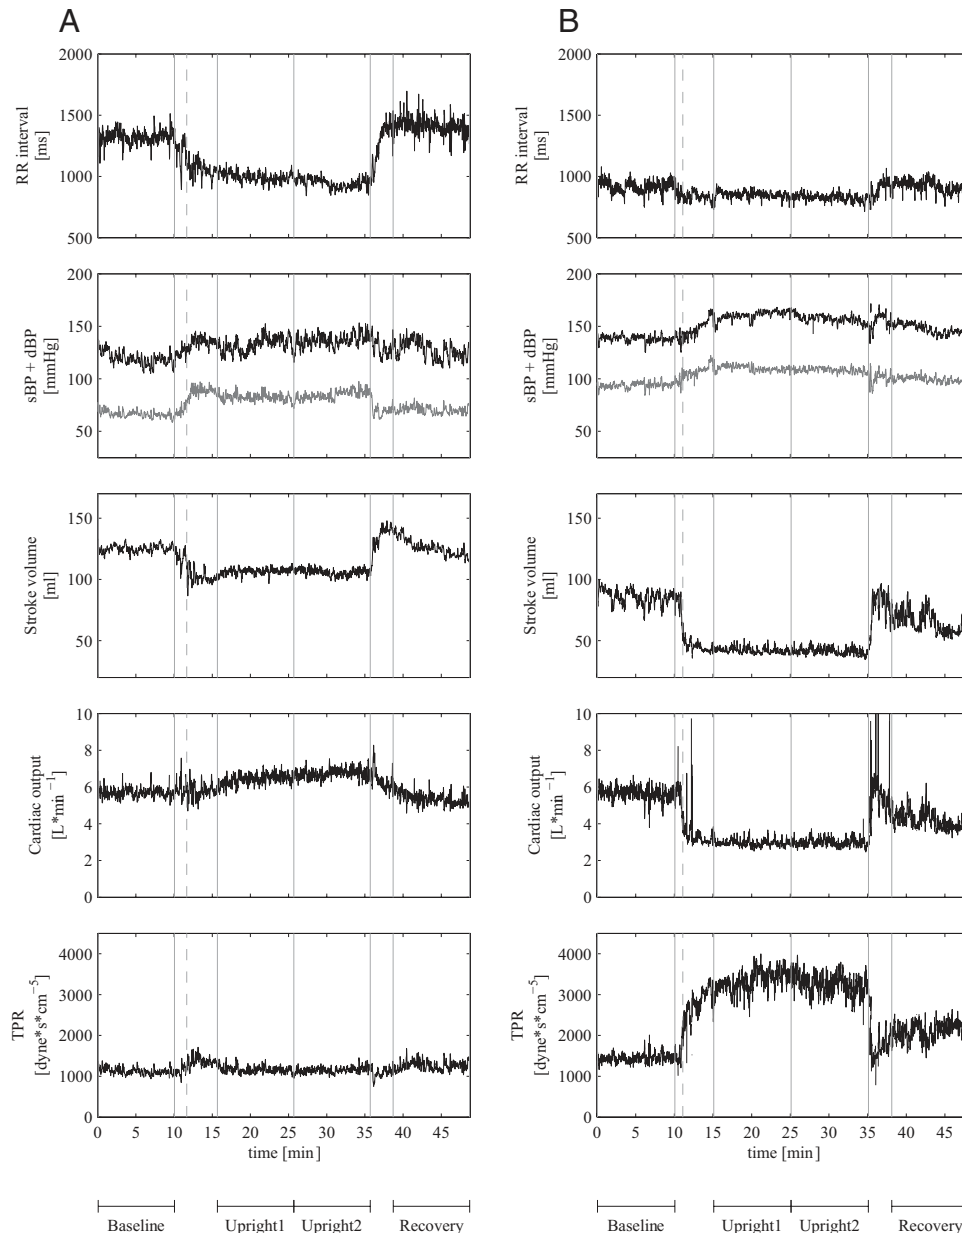 A
B
2000
1500
1000
500
RR interval
[ms]
2000
1500
1000
500
RR interval
[ms]
200
150
100
50
sBP + dBP
[mmHg]
200
150
100
50
sBP + dBP
[mmHg]
150
100
50
Stroke volume
[ml]
150
100
50
Stroke volume
[ml]
10
8
6
4
2
0
Cardiac output
[L*min −1]
10
8
6
4
2
0
Cardiac output
[L*min −1]
4000
3000
2000
1000
0
TPR
[dyne*s*cm−5]
0 5 10 15 20 25 30 35 40 45
time [min]
4000
3000
2000
1000
0
TPR
[dyne*s*cm−5]
0 5 10 15 20 25 30 35 40 45
time [min]
Baseline Upright1 Upright2 Recovery
Baseline Upright1 Upright2 Recovery